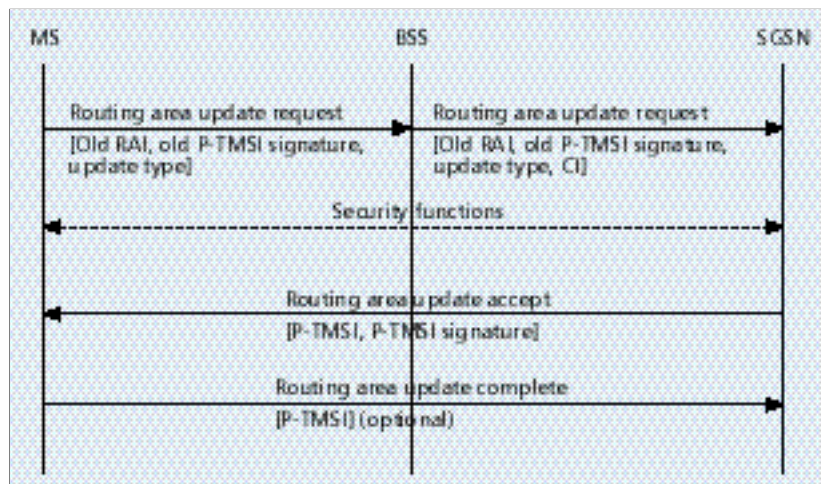 MS BSS SGSN
Routing area update request
[Old RAI, old P-TMSI signature,
update type]
Routing area update request
[Old RAI, old P-TMSI signature,
update type, CI]
Security functions
Routing area update accept
[P-TMSI, P-TMSI signature]
Routing area update complete
[P-TMSI] (optional)